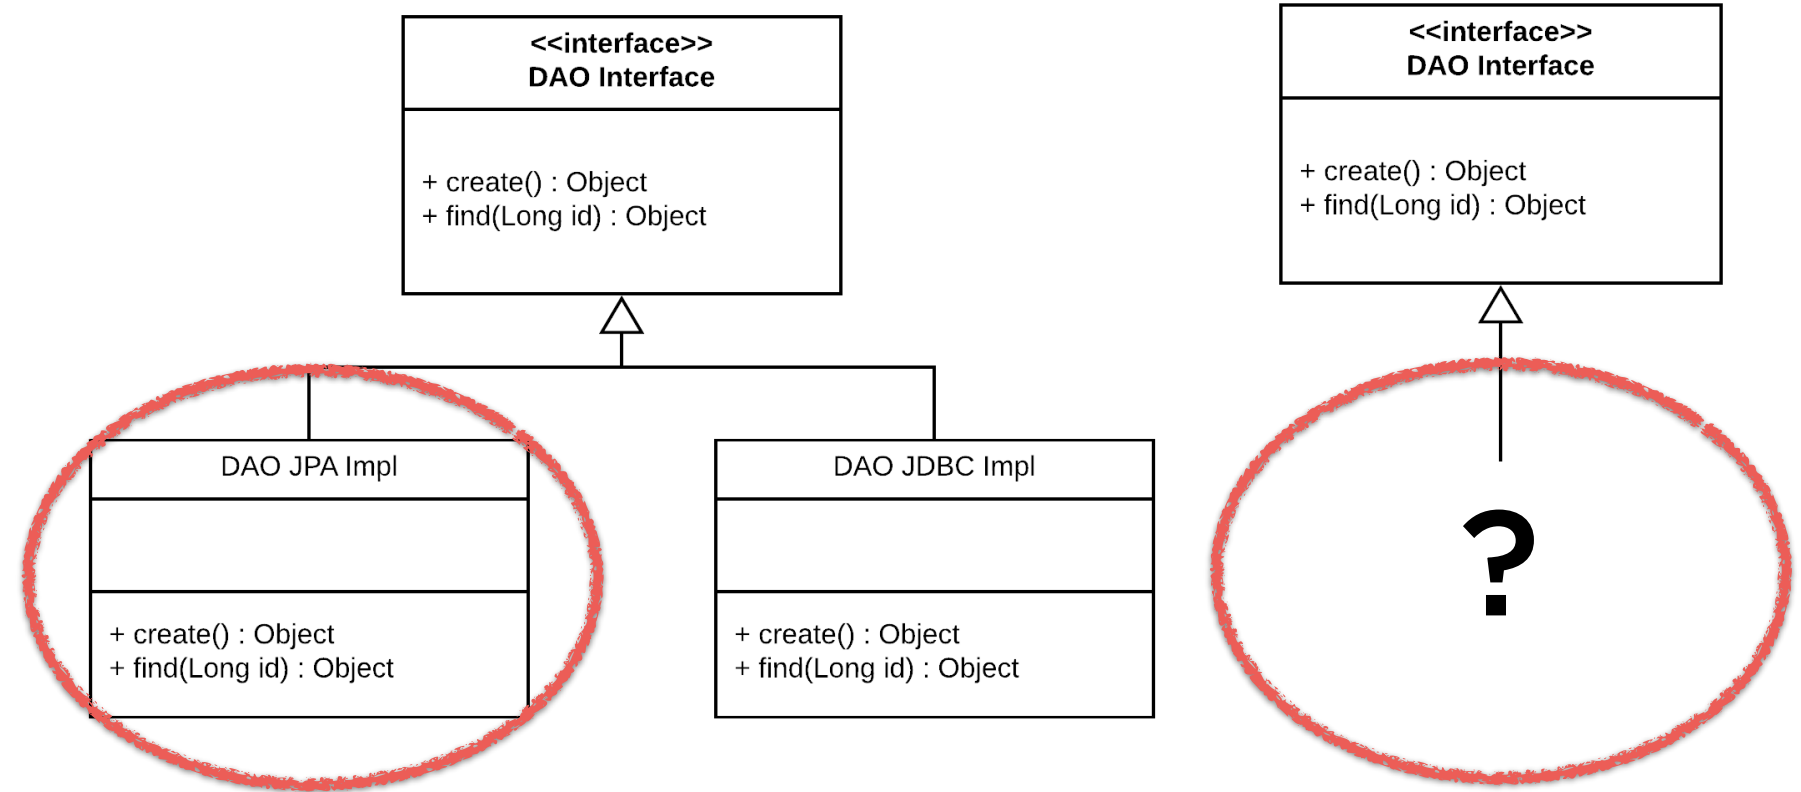 <<interface>>
DAO Interface
+ create() : Object
+ find(Long id) : Object
DAO JPA Impl
+ create() : Object
+ find(Long id) : Object
DAO JDBC Impl
+ create() : Object
+ find(Long id) : Object
<<interface>>
DAO Interface
+ create() : Object
+ find(Long id) : Object
?